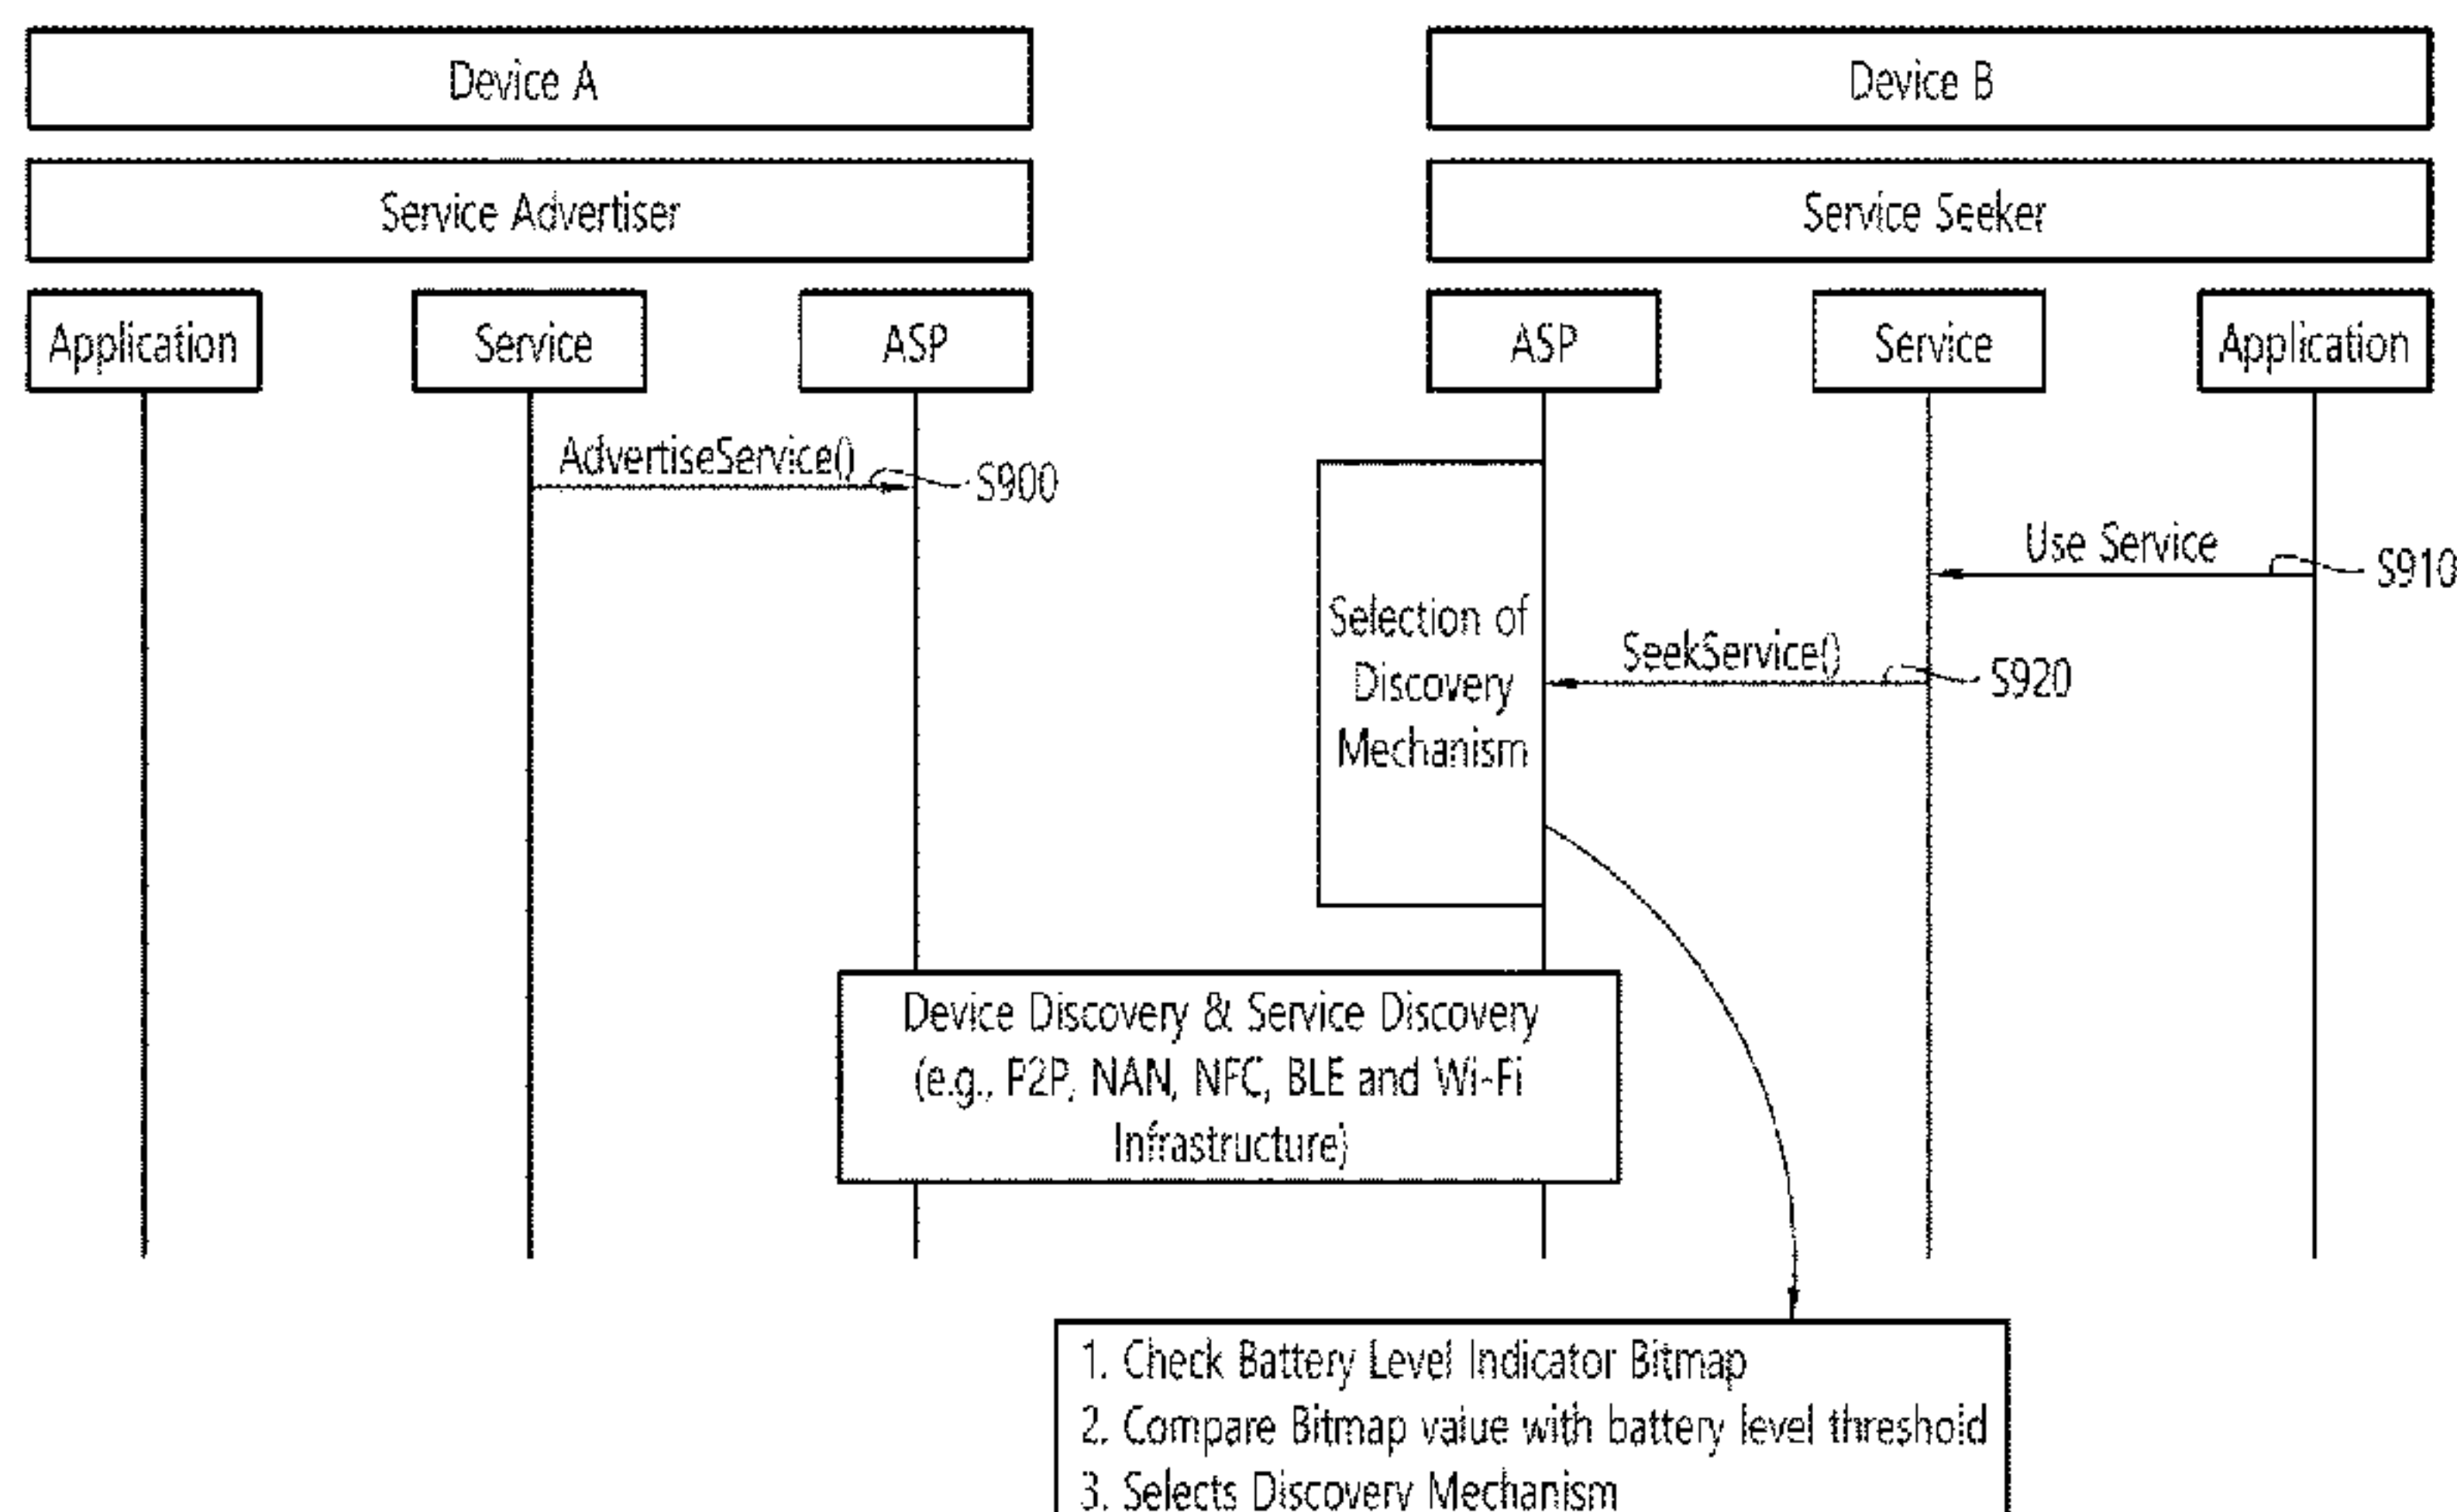 Device A
Device B
Service Advertiser
Service Seeker
Application
Service
ASP
ASP
Service
Application
AdvertiseService()
S900
Use Service
S910
Selection of
Discovery
Mechanism
SeekService()
S920
Device Discovery & Service Discovery
(e.g., P2P, NAN, NFC, BLE and Wi-Fi
Infrastructure)
1. Check Battery Level Indicator Bitmap
2. Compare Bitmap value with battery level threshold
3. Selects Discovery Mechanism